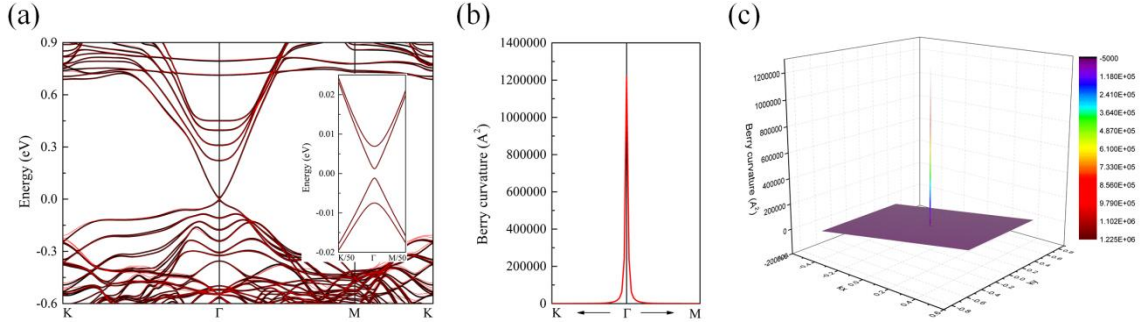 (a)
Energy (eV)
0.9
0.6
0.3
0.0
-0.3
-0.6
K
Γ
M
K
Energy (eV)
0.02
0.01
0.00
-0.01
-0.02
K/50
Γ
M/50
(b)
Berry curvature (A²)
1400000
1200000
1000000
800000
600000
400000
200000
0
K
Γ
M
(c)
Berry curvature (A²)
1200000
1000000
800000
600000
400000
200000
0
-5000
1.180E+05
2.410E+05
3.640E+05
4.870E+05
6.100E+05
7.330E+05
8.560E+05
9.790E+05
1.102E+06
1.225E+06